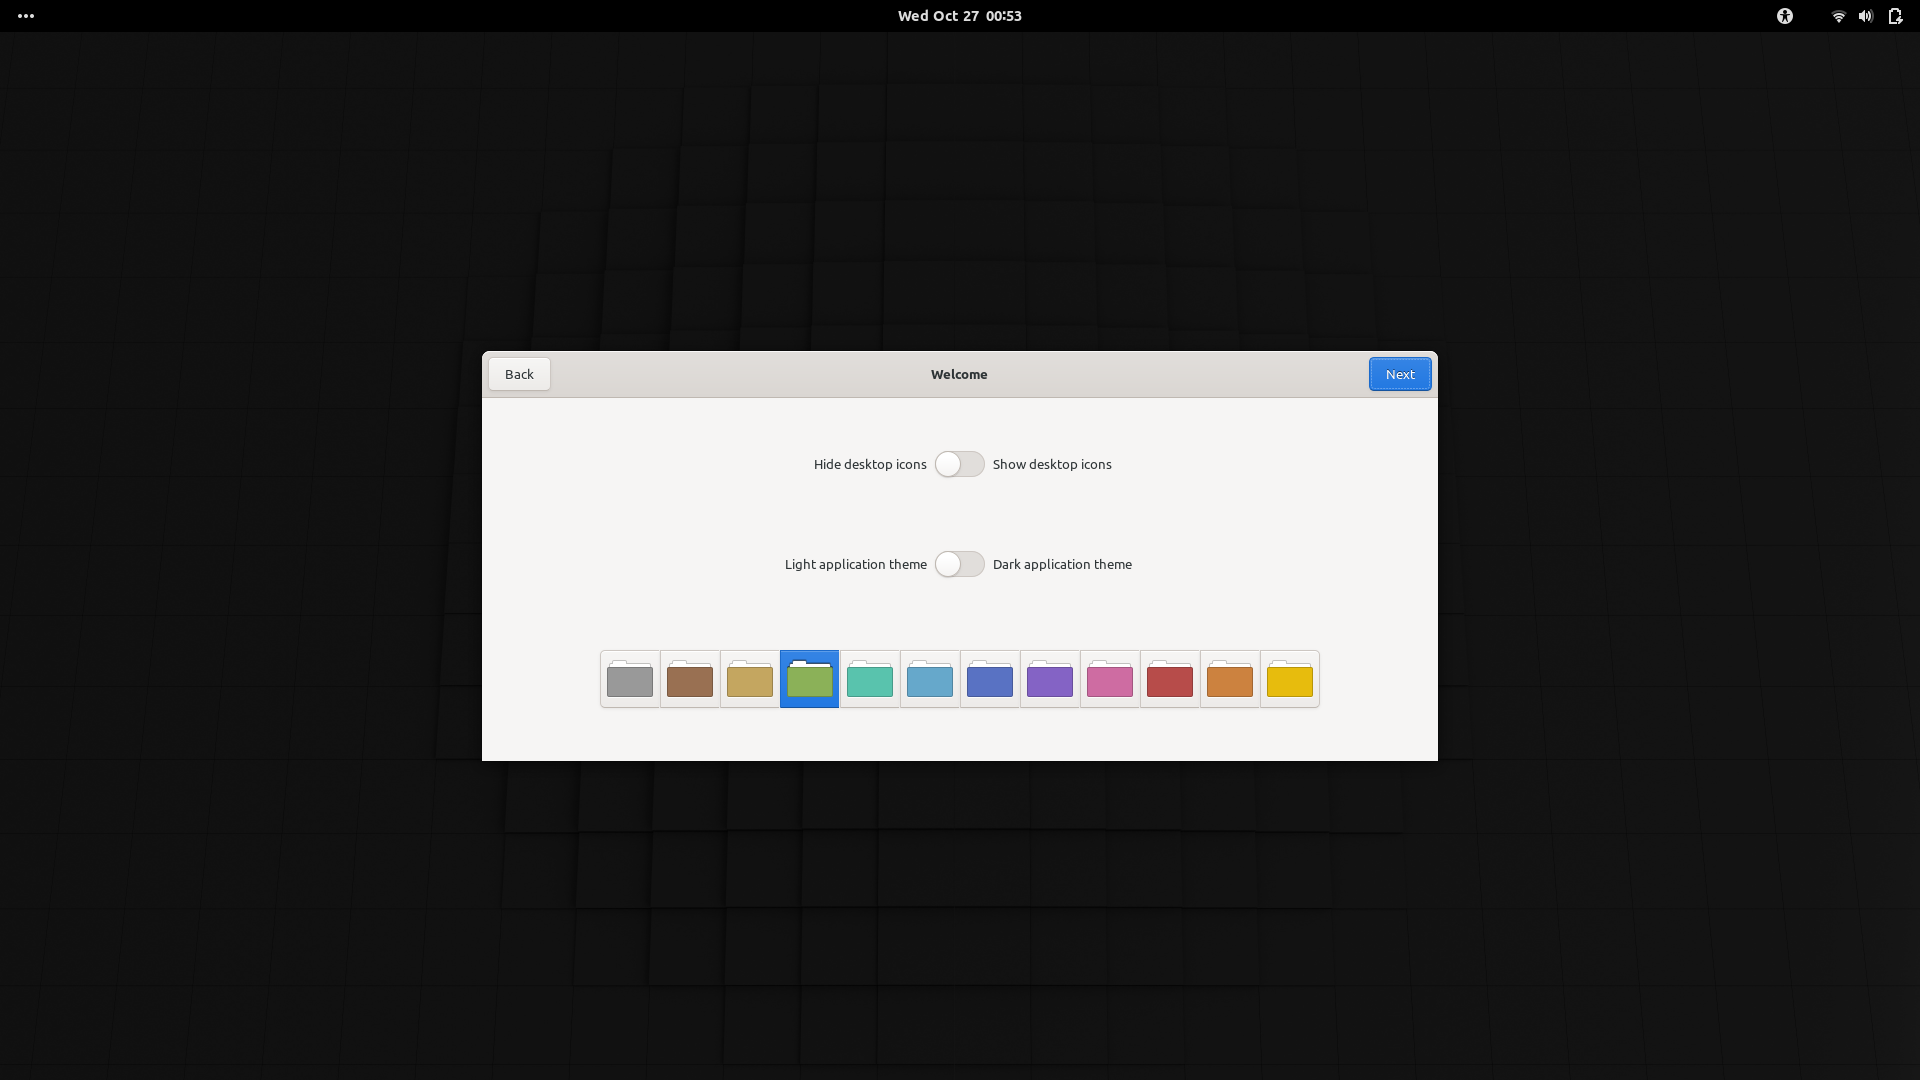 Wed Oct 27 00:53
Back Welcome Next
Hide desktop icons Show desktop icons
Light application theme Dark application theme